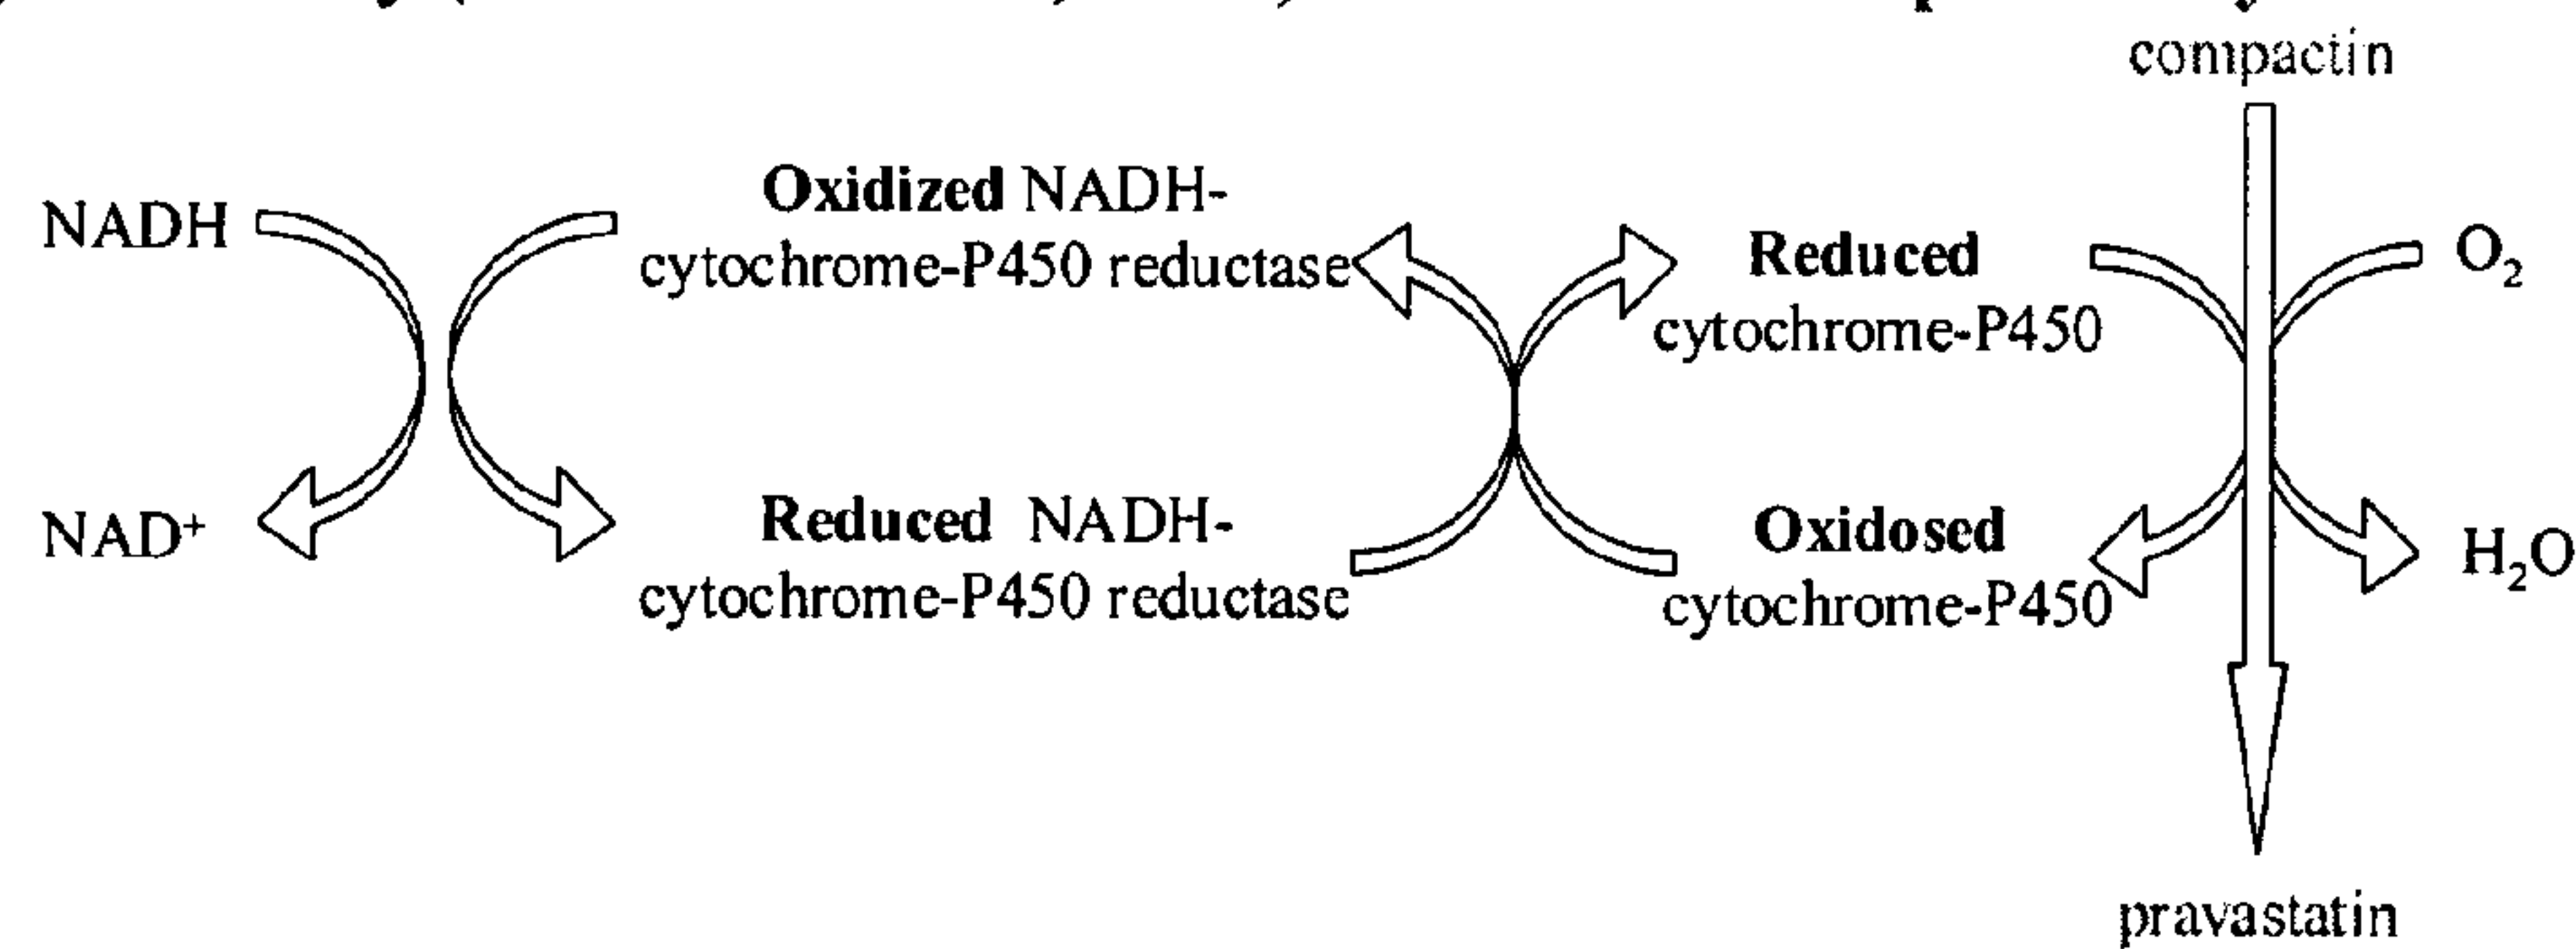 compactin
Oxidized NADH-
cytochrome-P450 reductase
NADH
Reduced
cytochrome-P450
O₂
NAD⁺
Reduced NADH-
cytochrome-P450 reductase
Oxidosed
cytochrome-P450
H₂O
pravastatin